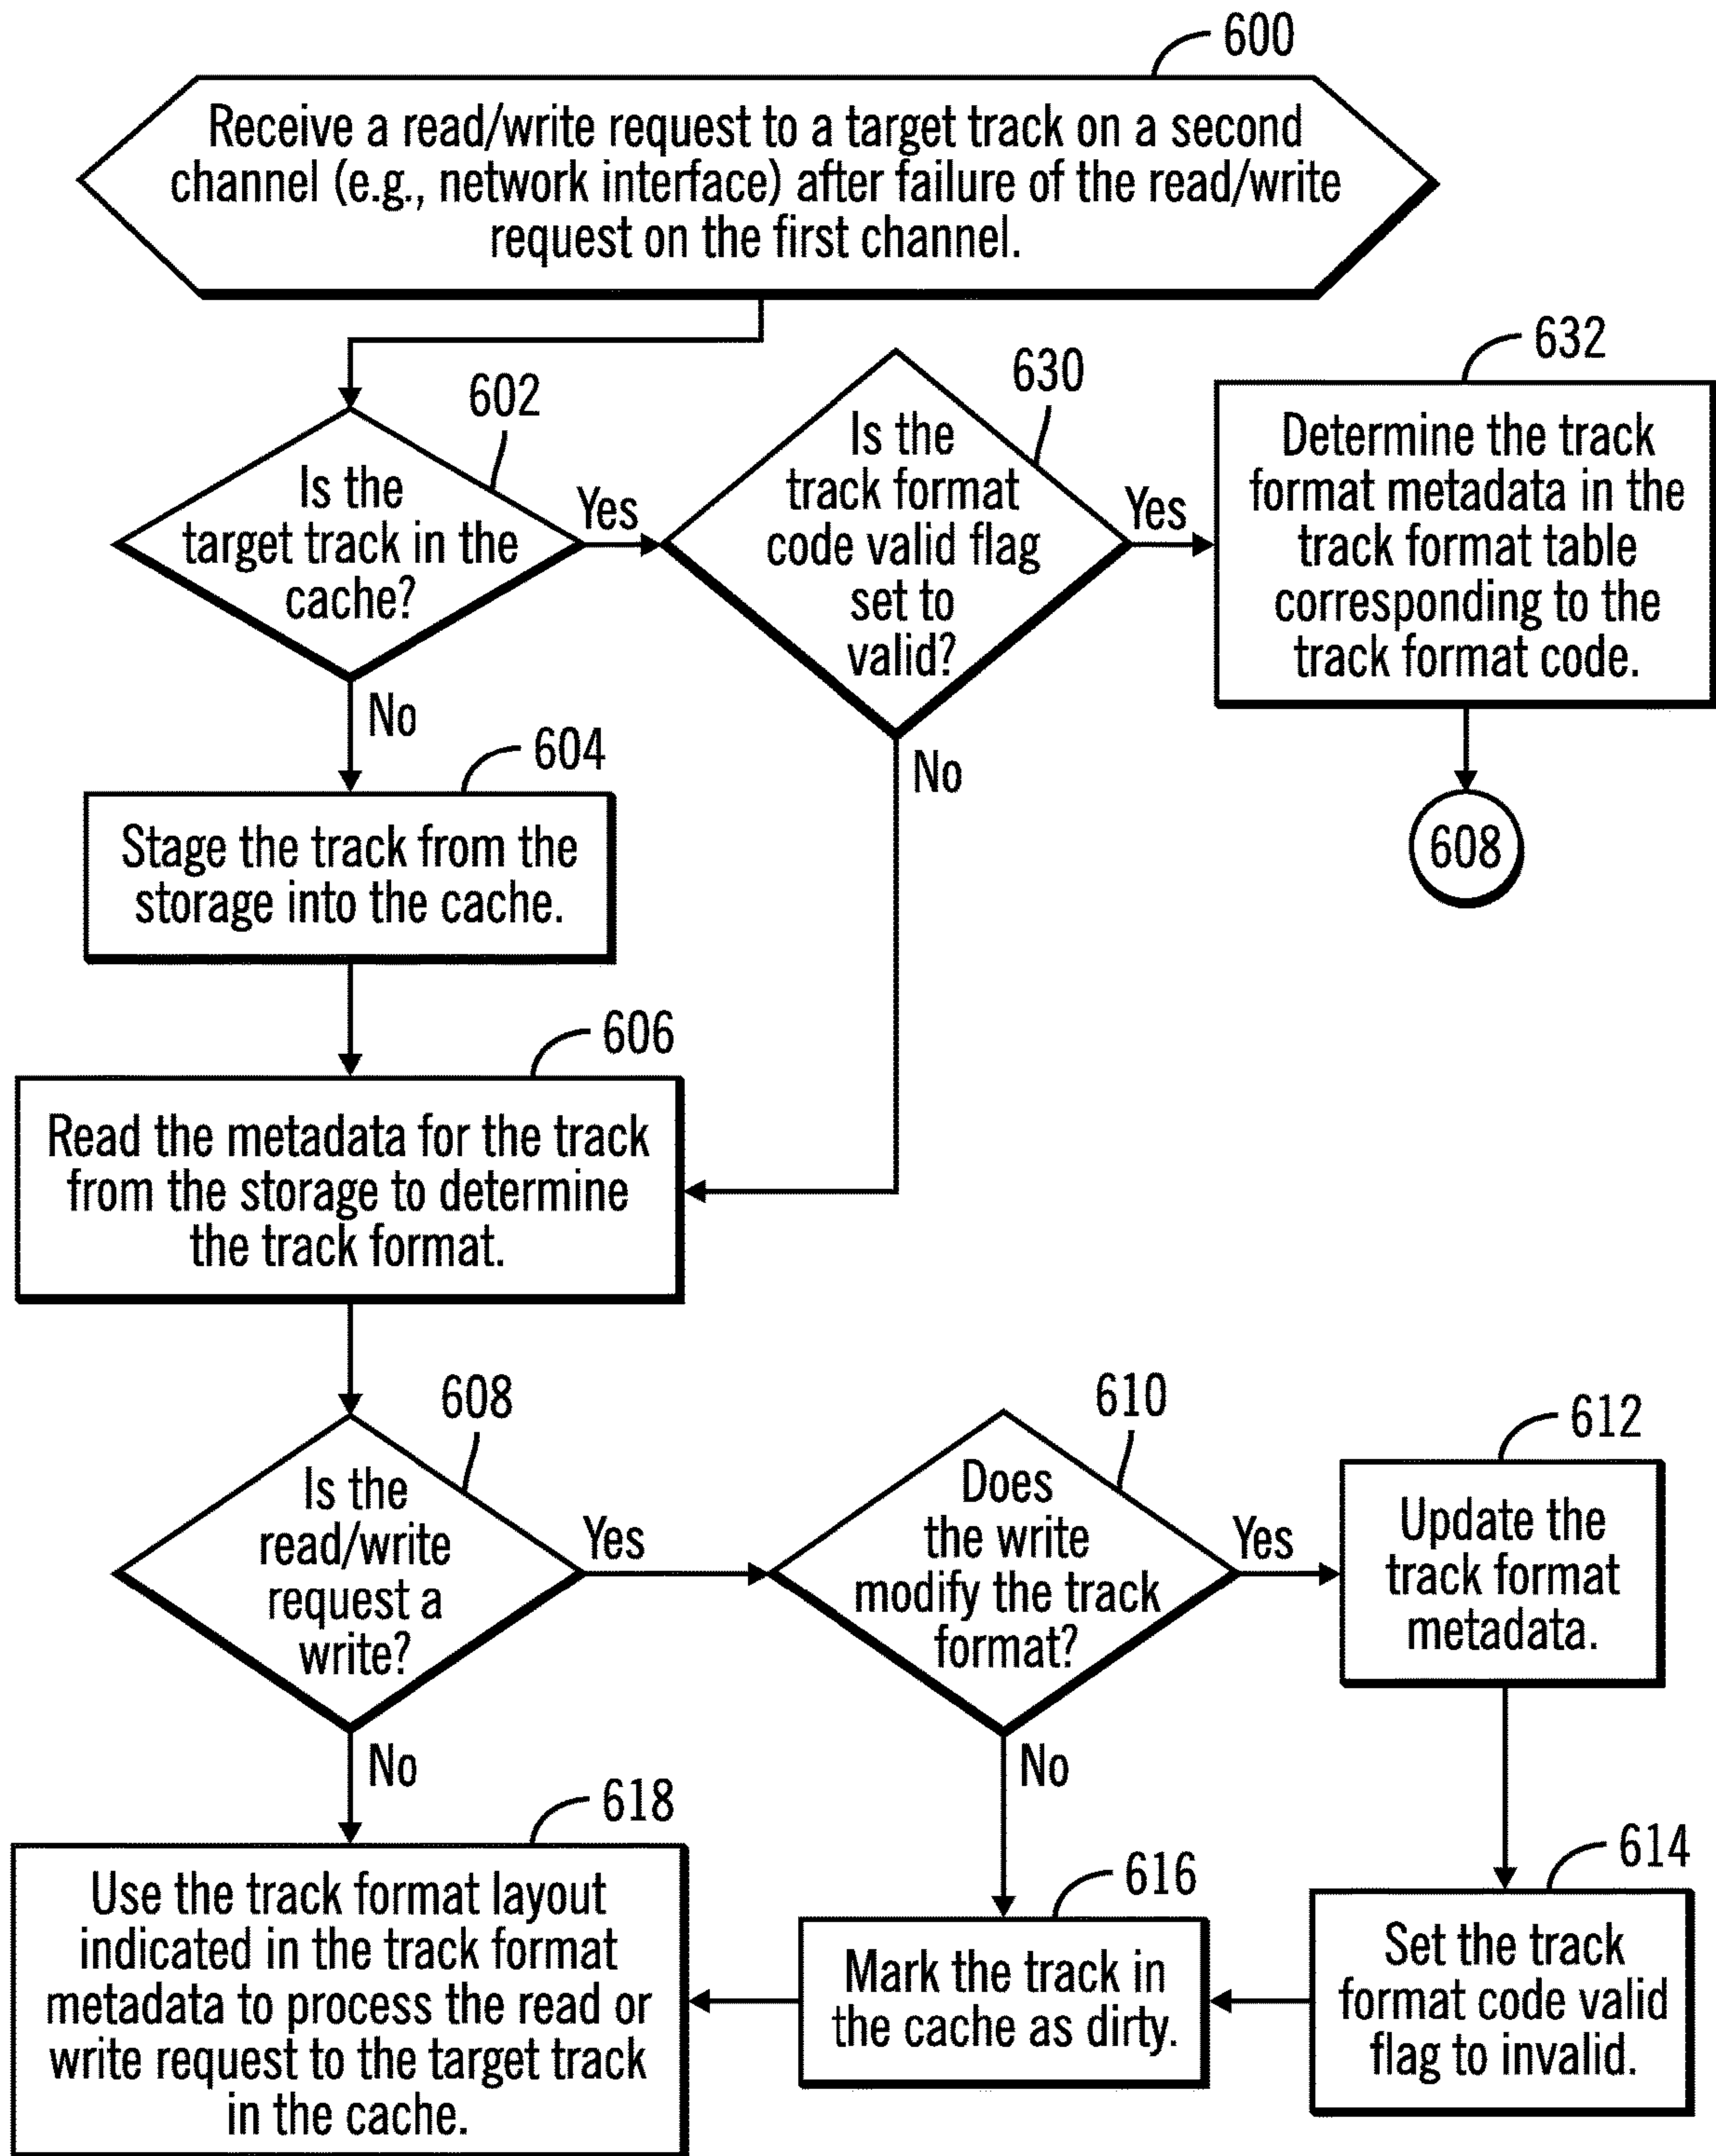 600
Receive a read/write request to a target track on a second
channel (e.g., network interface) after failure of the read/write
request on the first channel.
602
Is the
target track in the
cache?
Yes
No
630
Is the
track format
code valid flag
set to
valid?
Yes
No
632
Determine the track
format metadata in the
track format table
corresponding to the
track format code.
608
604
Stage the track from the
storage into the cache.
606
Read the metadata for the track
from the storage to determine
the track format.
608
Is the
read/write
request a
write?
Yes
No
610
Does
the write
modify the track
format?
Yes
No
612
Update the
track format
metadata.
614
Set the track
format code valid
flag to invalid.
616
Mark the track in
the cache as dirty.
618
Use the track format layout
indicated in the track format
metadata to process the read or
write request to the target track
in the cache.